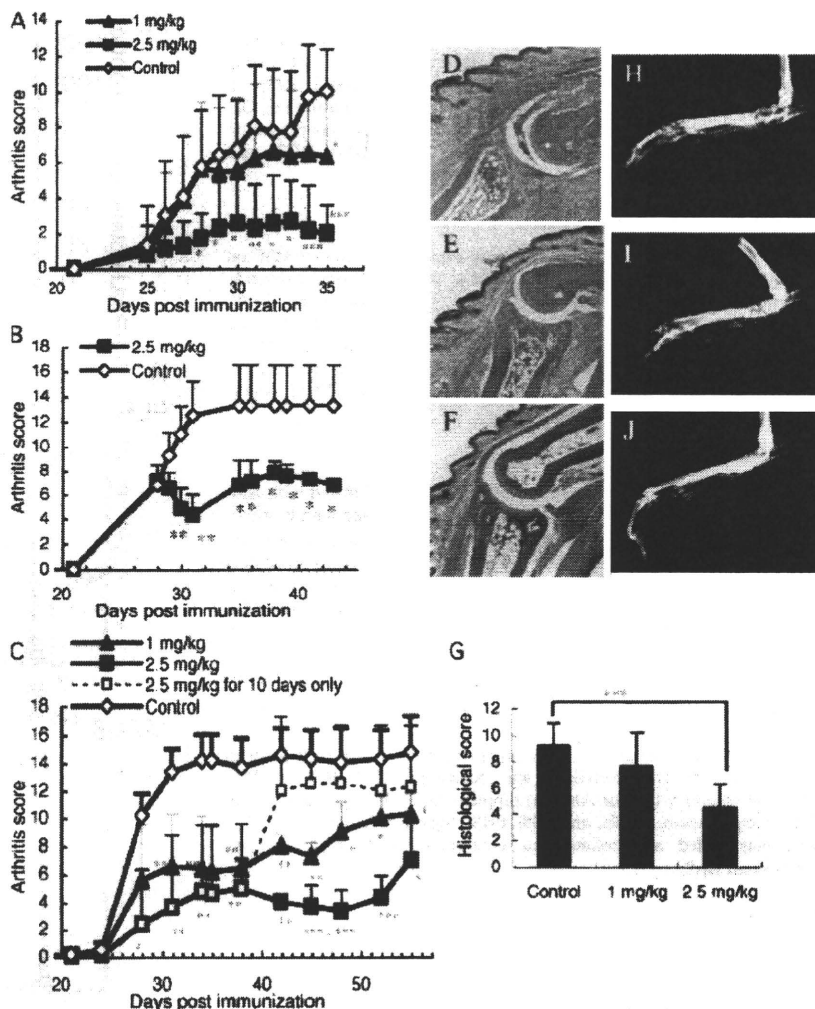 A
1 mg/kg
2.5 mg/kg
Control
Arthritis score
14
12
10
8
6
4
2
0
20 25 30 35
Days post immunization
B
2.5 mg/kg
Control
Arthritis score
18
16
14
12
10
8
6
4
2
0
20 30 40
Days post immunization
C
1 mg/kg
2.5 mg/kg
2.5 mg/kg for 10 days only
Control
Arthritis score
18
16
14
12
10
8
6
4
2
0
20 30 40 50
Days post immunization
D
E
F
H
I
J
G
***
Histological score
12
10
8
6
4
2
0
Control 1 mg/kg 2 5 mg/kg